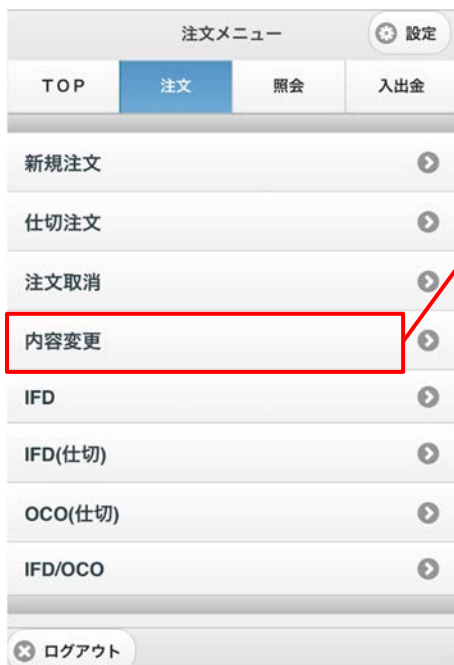 注文メニュー
設定
TOP
注文
照会
入出金
新規注文
仕切注文
注文取消
内容変更
IFD
IFD(仕切)
OCO(仕切)
IFD/OCO
ログアウト